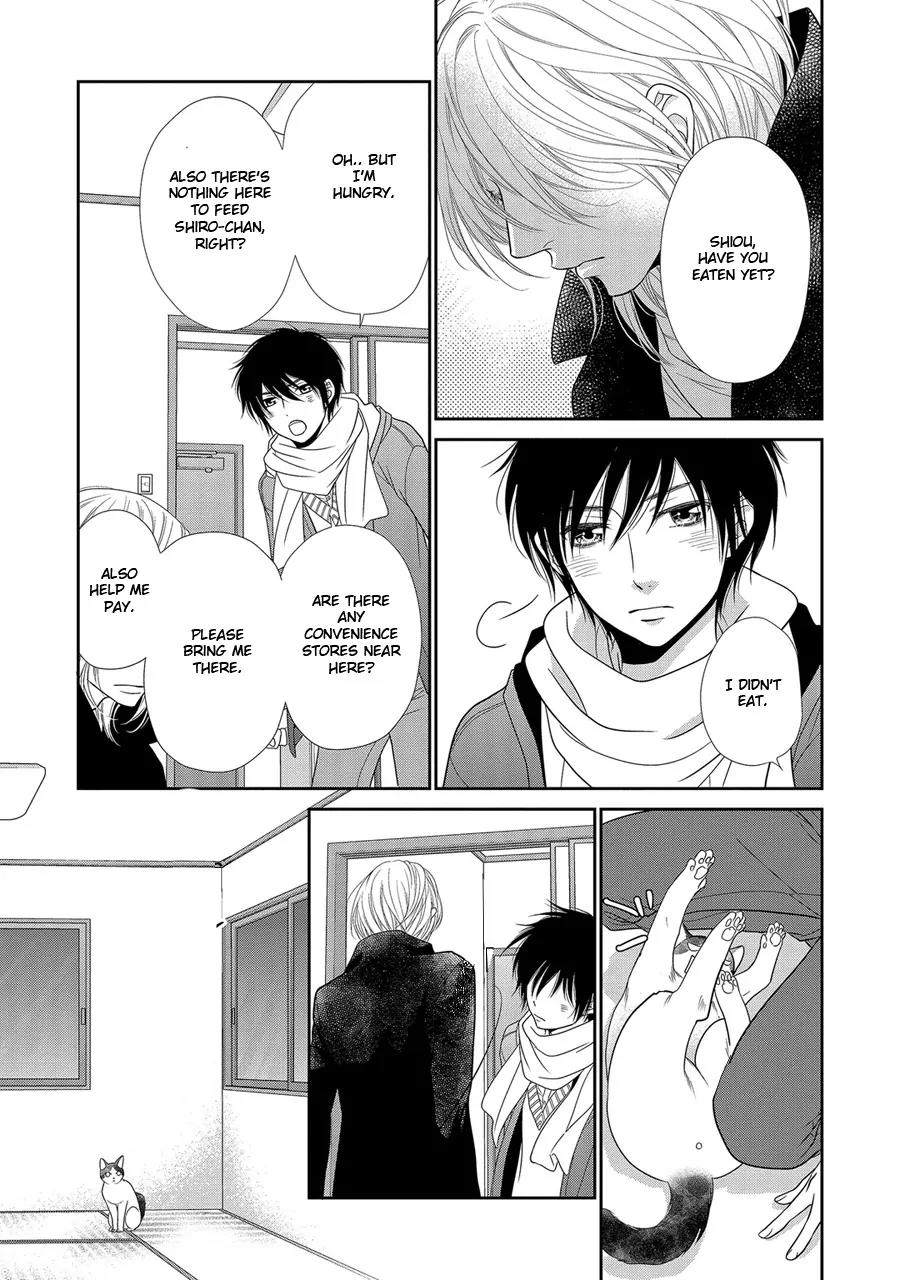 SHIOU,
HAVE YOU
EATEN YET?
I DIDN'T
EAT.
OH.. BUT
I'M
HUNGRY.
ALSO THERE'S
NOTHING HERE
TO FEED
SHIRO-CHAN,
RIGHT?
ARE THERE
ANY
CONVENIENCE
STORES NEAR
HERE?
PLEASE
BRING ME
THERE.
ALSO
HELP ME
PAY.